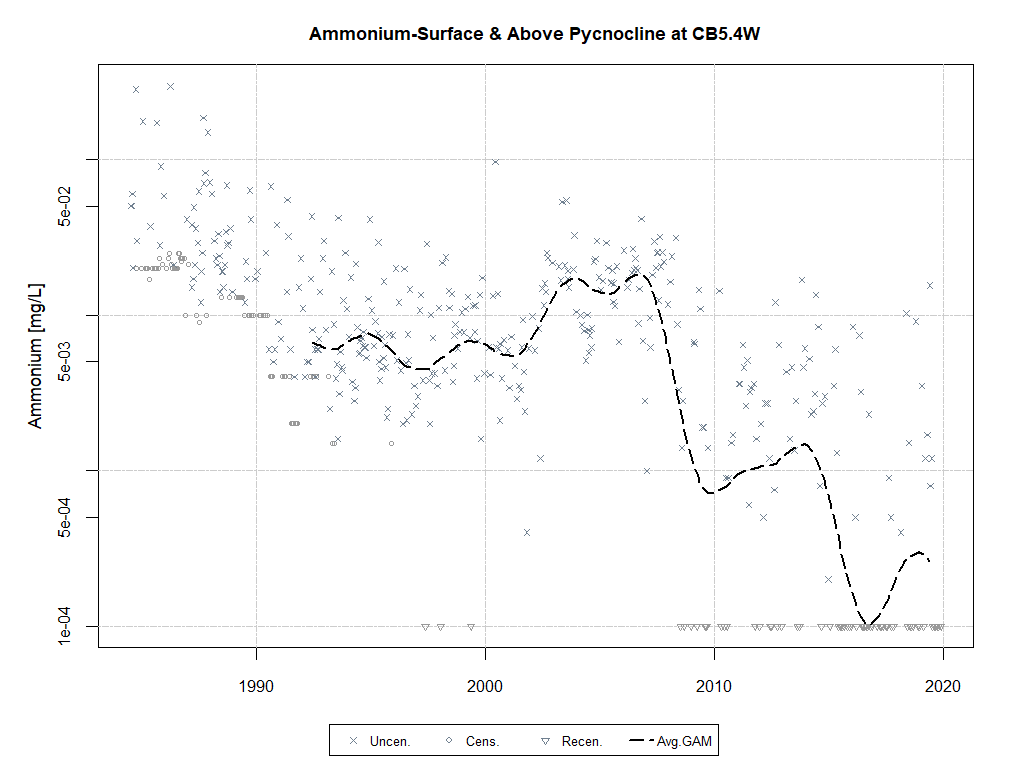 Ammonium-Surface & Above Pycnocline at CB5.4W
Ammonium [mg/L]
5e-02
5e-03
5e-04
1e-04
1990 2000 2010 2020
Uncen. Cens. Recen. Avg.GAM